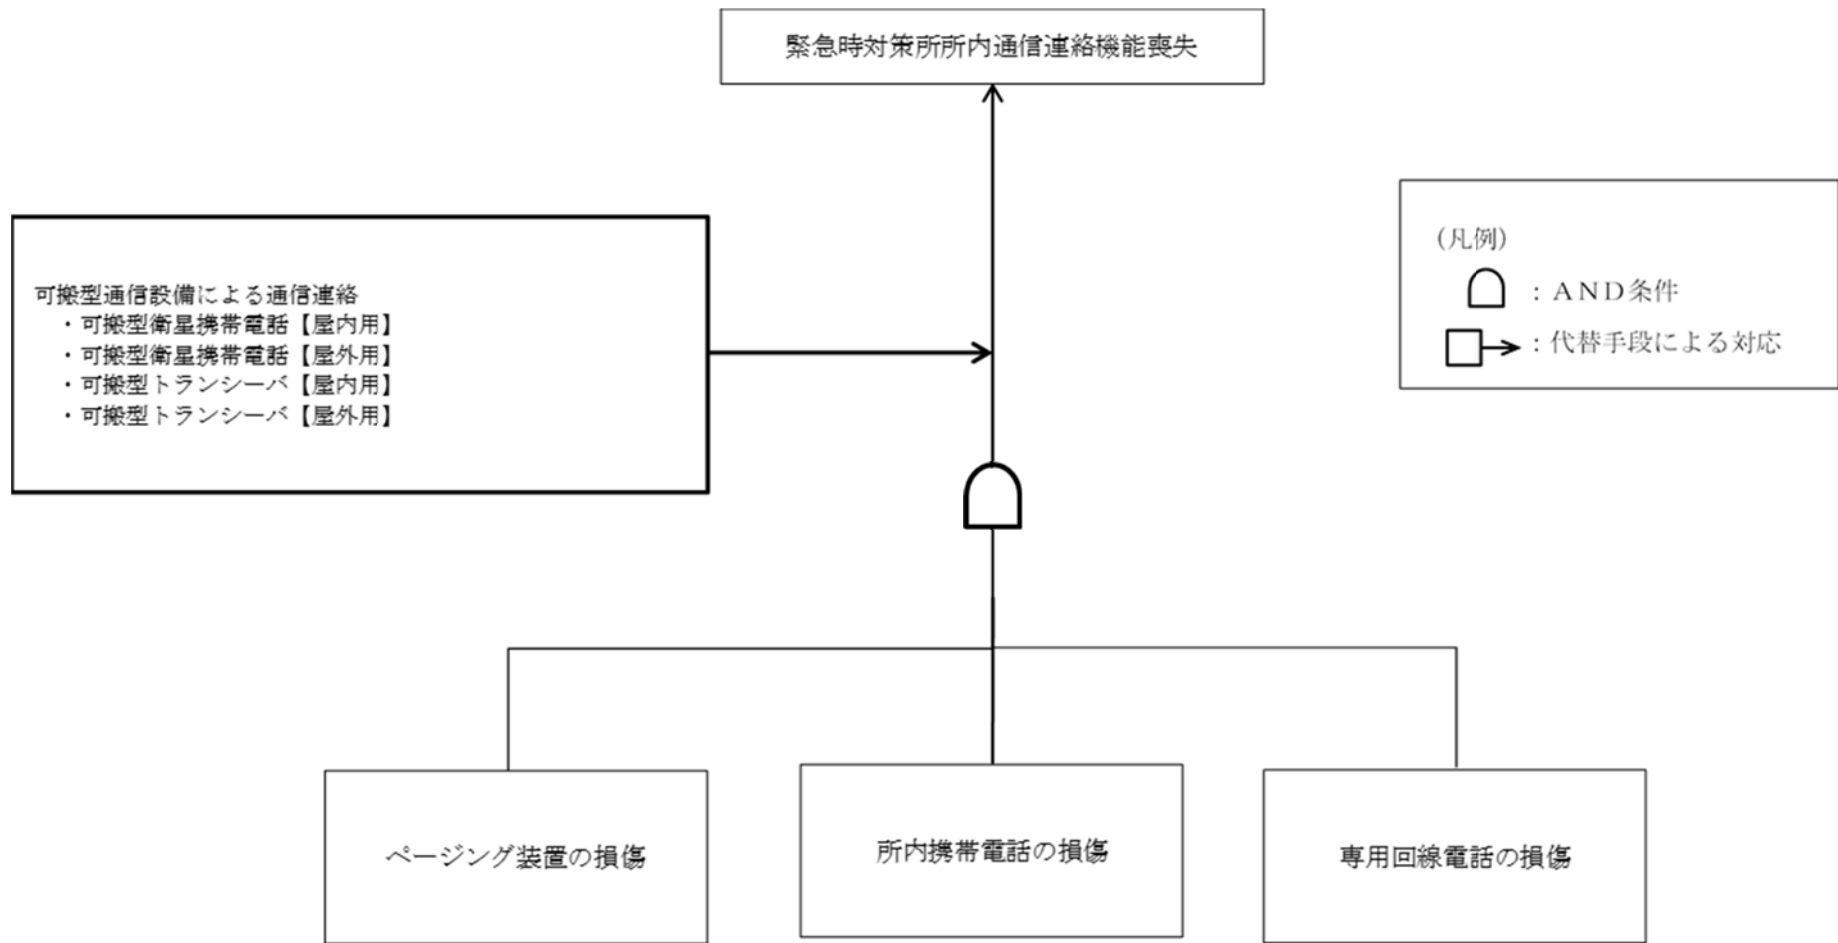 緊急時対策所所内通信連絡機能喪失
可搬型通信設備による通信連絡
・可搬型衛星携帯電話【屋内用】
・可搬型衛星携帯電話【屋外用】
・可搬型トランシーバ【屋内用】
・可搬型トランシーバ【屋外用】
(凡例)
：ＡＮＤ条件
：代替手段による対応
ページング装置の損傷
所内携帯電話の損傷
専用回線電話の損傷